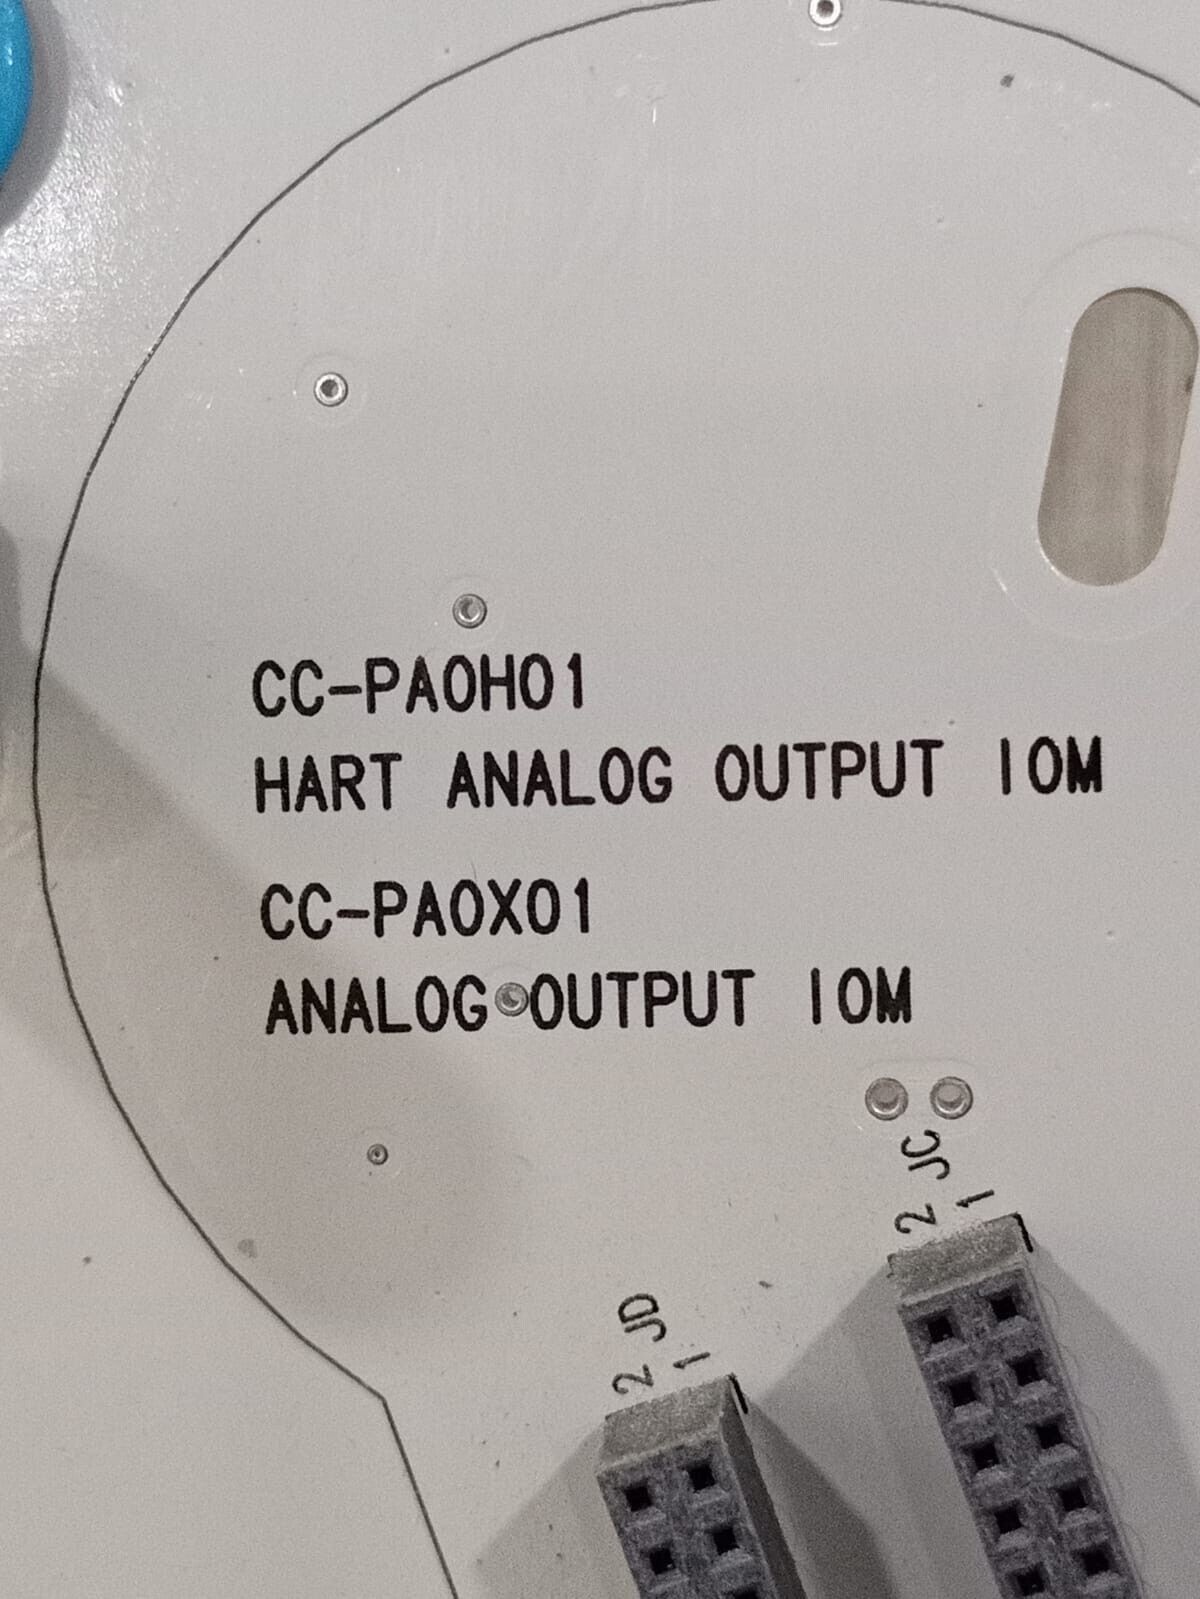 CC-PAOH01
HART ANALOG OUTPUT IOM
CC-PAOX01
ANALOG OUTPUT IOM
JC
2 1
JD
2 1